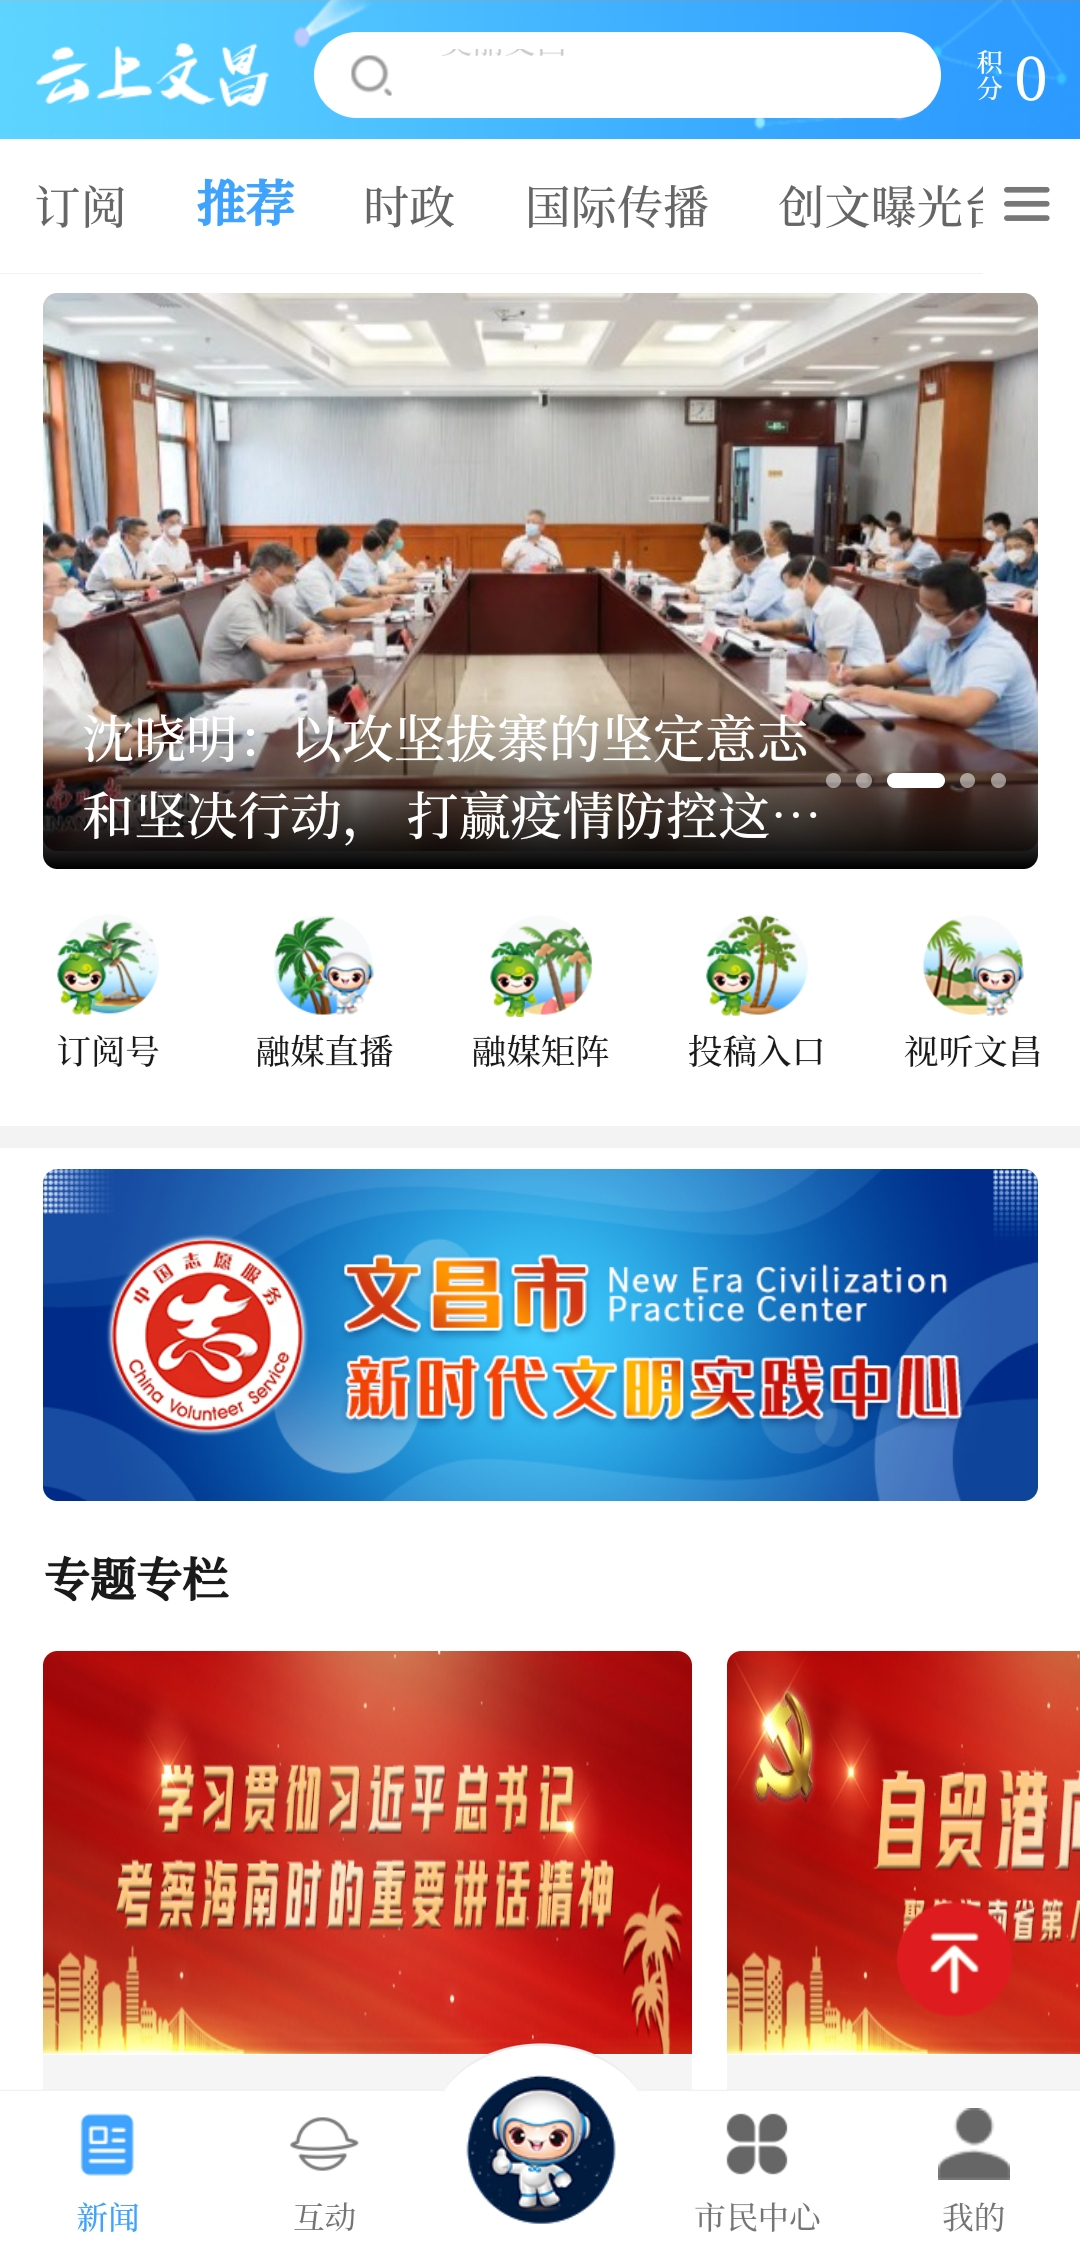 云上文昌
积分 0
订阅 推荐 时政 国际传播 创文曝光台
沈晓明：以攻坚拔寨的坚定意志
和坚决行动，打赢疫情防控这…
订阅号 融媒直播 融媒矩阵 投稿入口 视听文昌
中国志愿服务
China Volunteer Service
文昌市 New Era Civilization
Practice Center
新时代文明实践中心
专题专栏
学习贯彻习近平总书记
考察海南时的重要讲话精神
自贸港
省第
新闻 互动 市民中心 我的